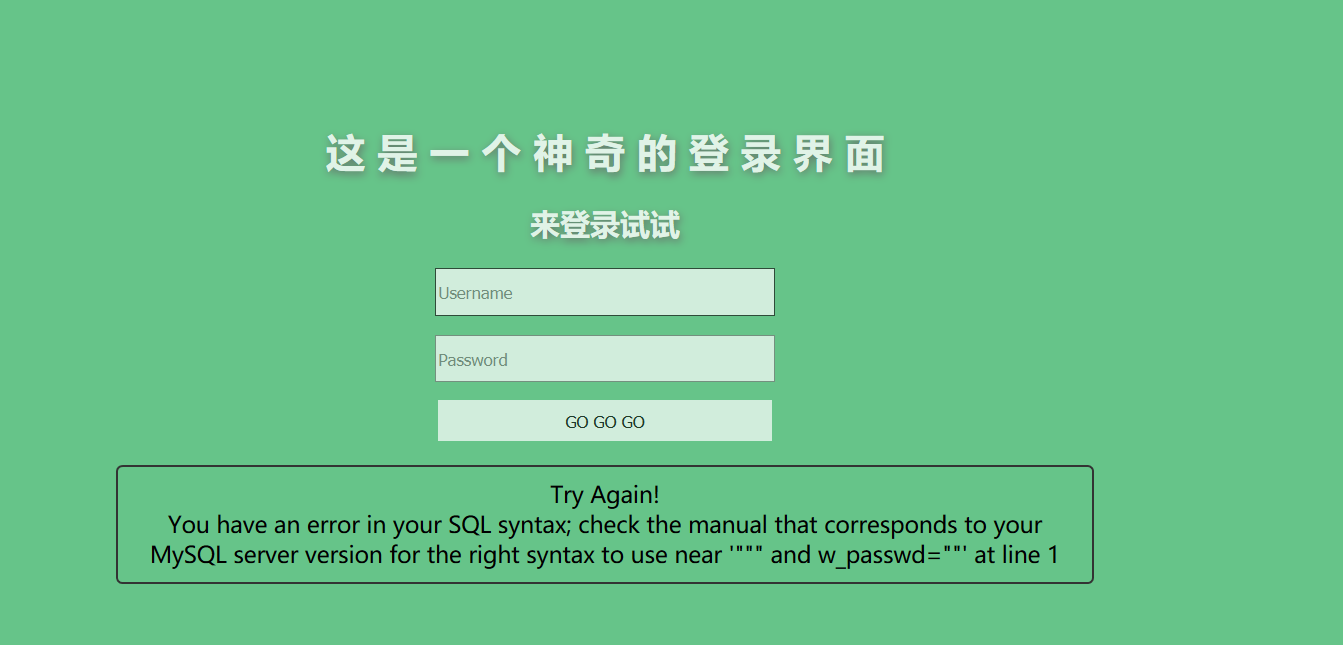 这是一个神奇的登录界面
来登录试试
Username
Password
GO GO GO
Try Again!
You have an error in your SQL syntax; check the manual that corresponds to your
MySQL server version for the right syntax to use near '""" and w_passwd=""' at line 1